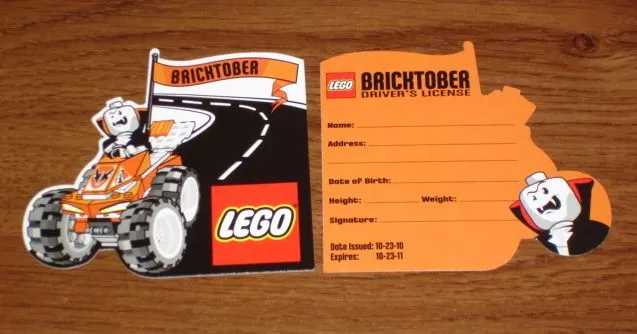 BRICKTOBER
LEGO
LEGO BRICKTOBER
DRIVER'S LICENSE
Name:
Address:
Date of Birth:
Height: Weight:
Signature:
Date Issued: 10-23-10
Expires: 10-23-11